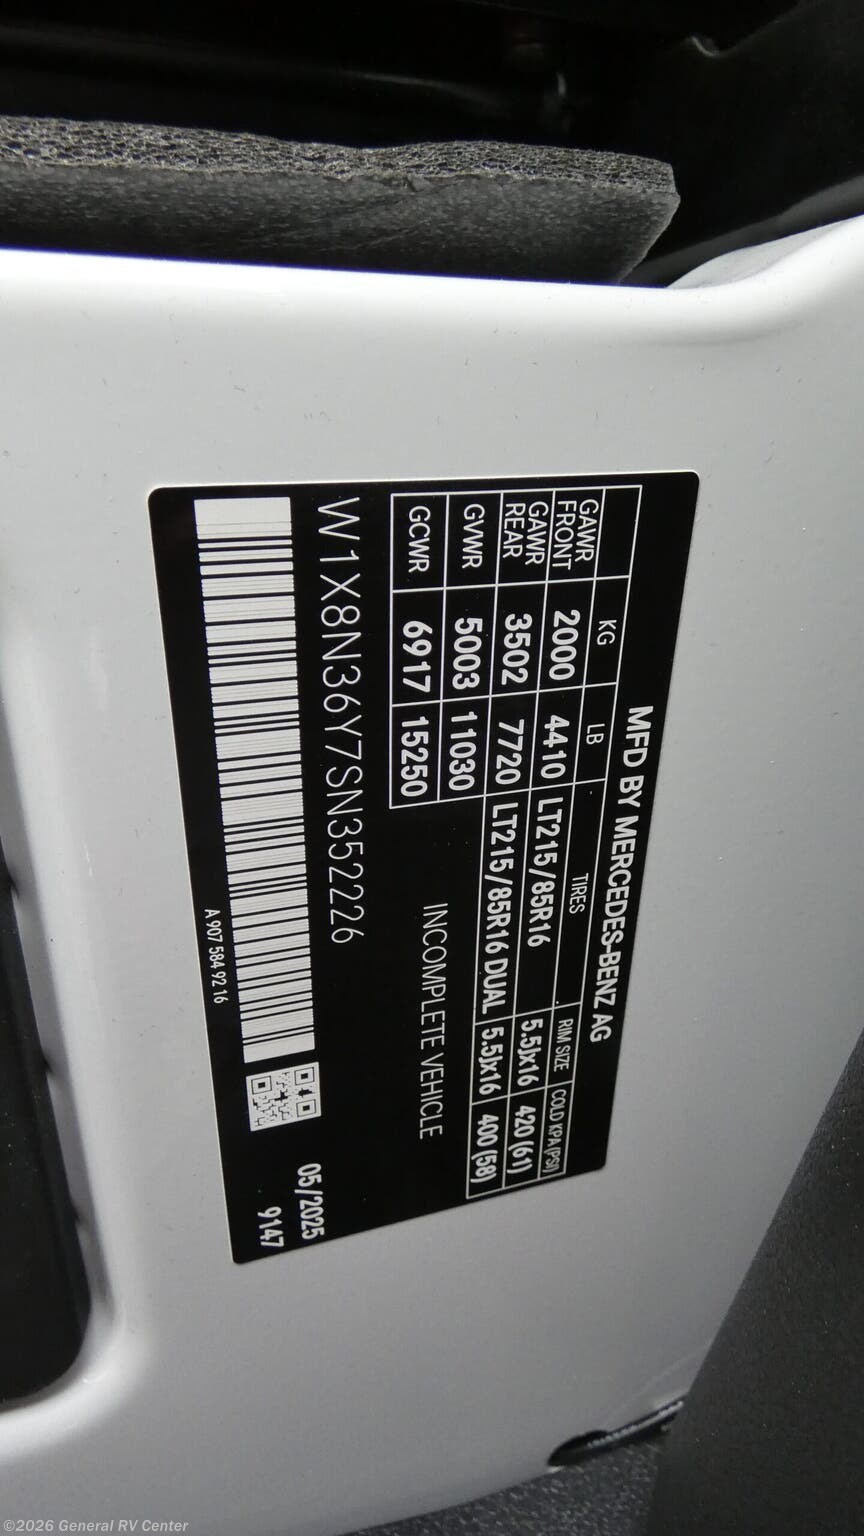 MFD BY MERCEDES-BENZ AG
KG LB TIRES RIM SIZE COLD KPA(PSI)
GAWR FRONT 2000 4410 LT215/85R16 5.5Jx16 420 (61)
GAWR REAR 3502 7720 LT215/85R16 DUAL 5.5Jx16 400 (58)
GVWR 5003 11030
GCWR 6917 15250
INCOMPLETE VEHICLE
W1X8N36Y7SN352226
05/2025
9147
A 907 584 92 16
©2026 General RV Center